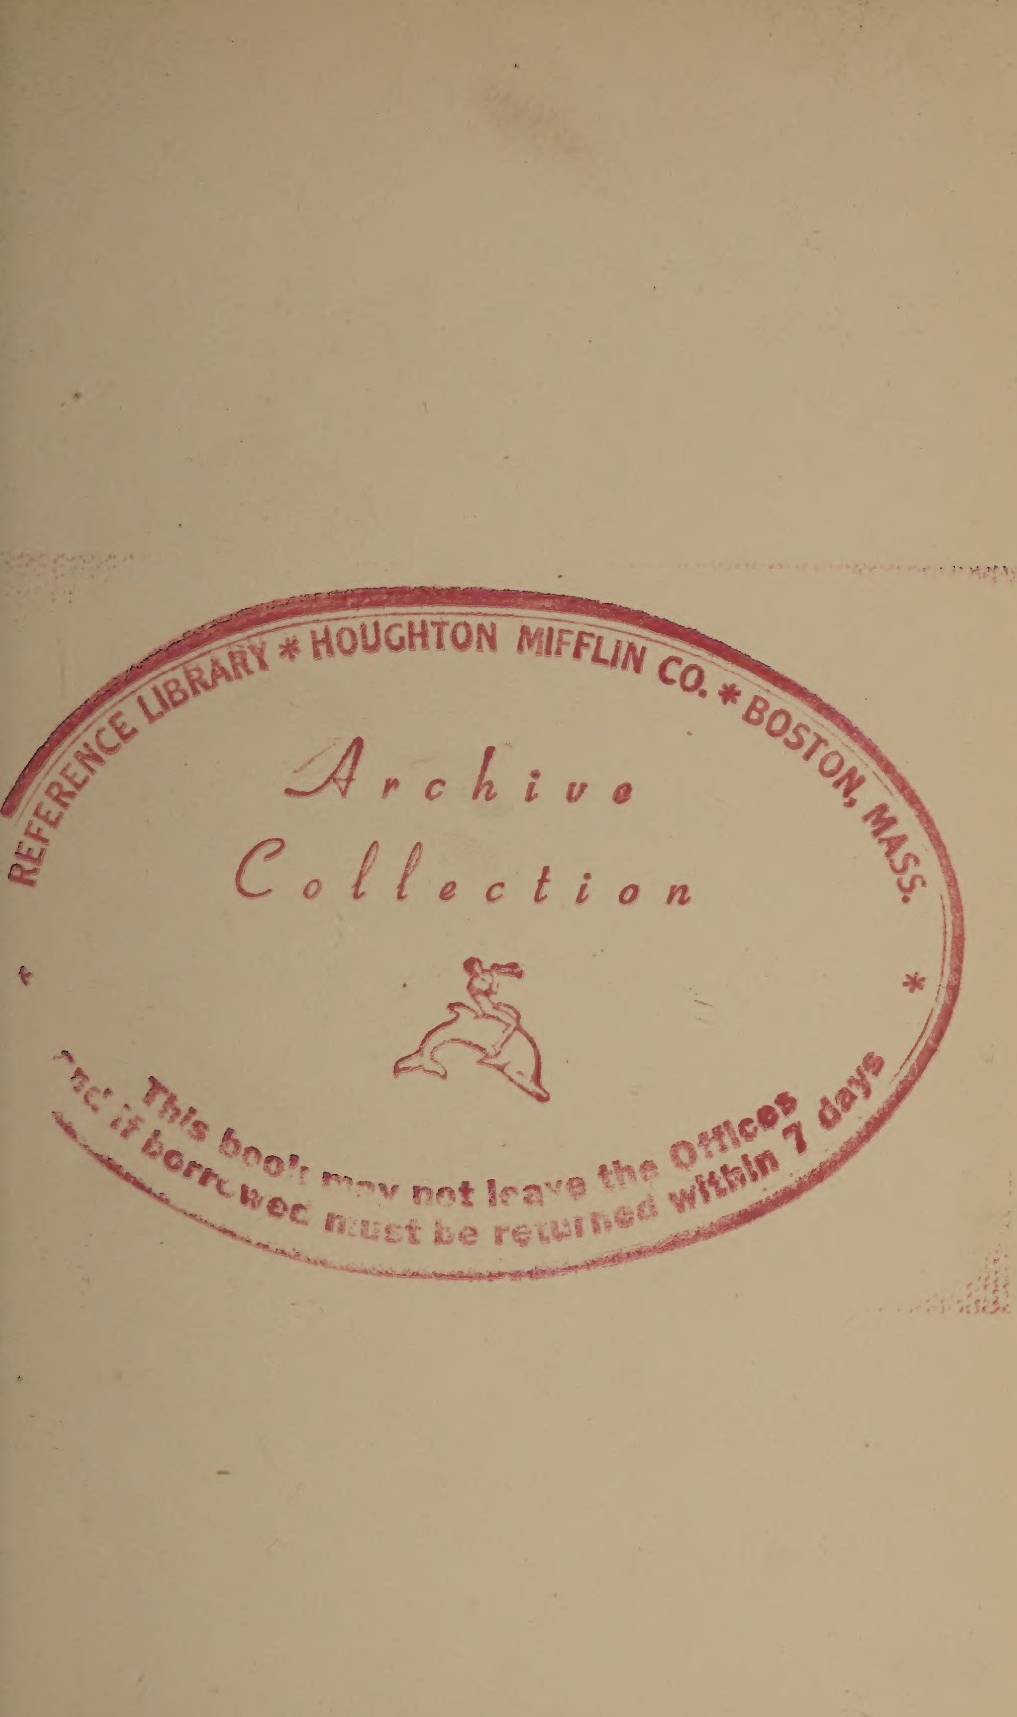 REFERENCE LIBRARY * HOUGHTON MIFFLIN CO. * BOSTON, MASS.
Archive
Collection
* *
This book may not leave the Offices
and if borrowed must be returned within 7 days